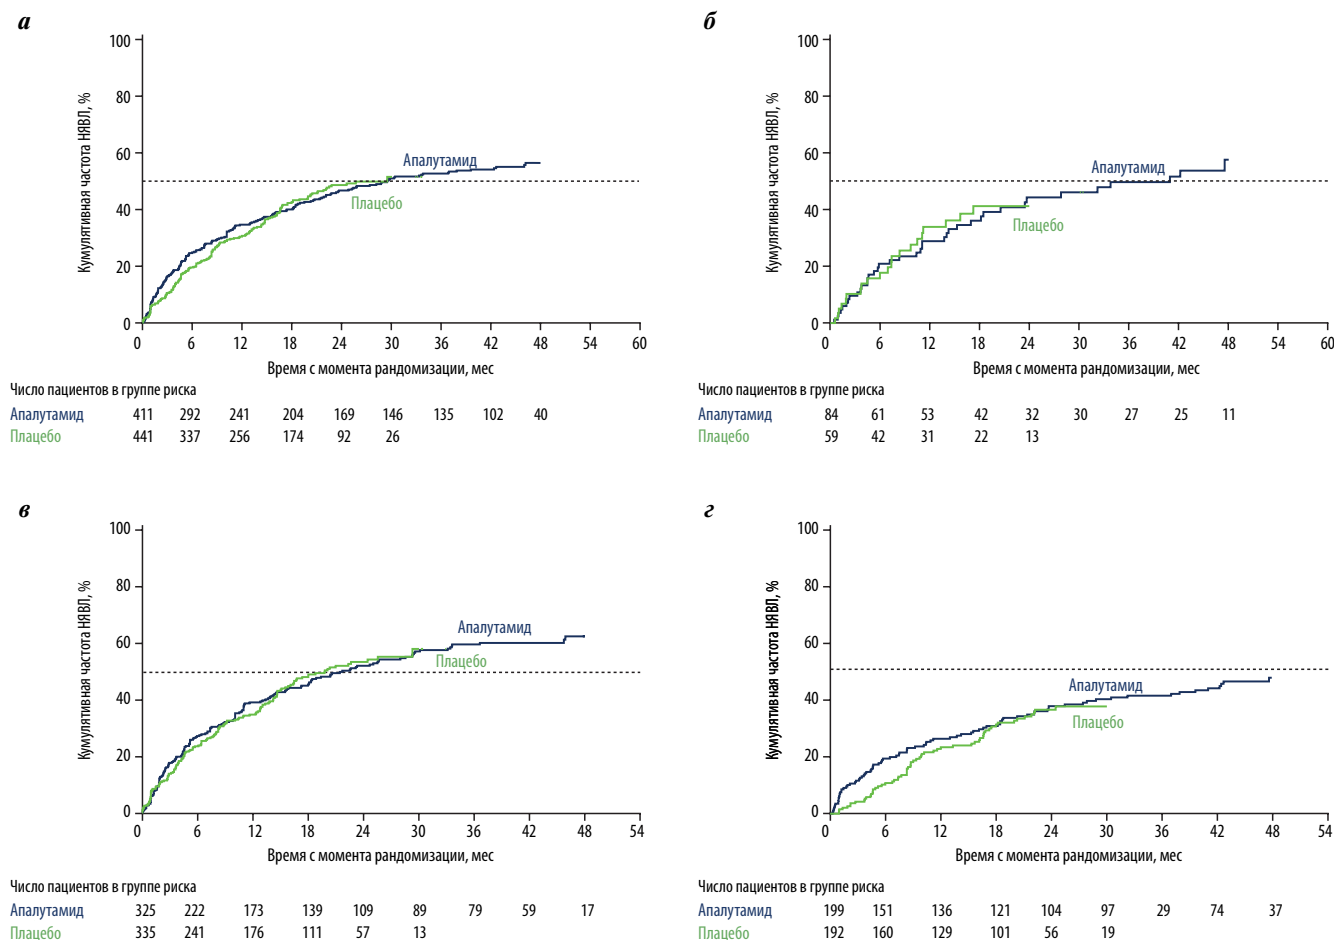 а
100
80
60
40
20
0
Кумулятивная частота НЯВЛ, %
Апалутамид
Плацебо
0 6 12 18 24 30 36 42 48 54 60
Время с момента рандомизации, мес
Число пациентов в группе риска
Апалутамид 411 292 241 204 169 146 135 102 40
Плацебо 441 337 256 174 92 26
б
100
80
60
40
20
0
Кумулятивная частота НЯВЛ, %
Апалутамид
Плацебо
0 6 12 18 24 30 36 42 48 54 60
Время с момента рандомизации, мес
Число пациентов в группе риска
Апалутамид 84 61 53 42 32 30 27 25 11
Плацебо 59 42 31 22 13
в
100
80
60
40
20
0
Кумулятивная частота НЯВЛ, %
Апалутамид
Плацебо
0 6 12 18 24 30 36 42 48 54
Время с момента рандомизации, мес
Число пациентов в группе риска
Апалутамид 325 222 173 139 109 89 79 59 17
Плацебо 335 241 176 111 57 13
г
100
80
60
40
20
0
Кумулятивная частота НЯВЛ, %
Апалутамид
Плацебо
0 6 12 18 24 30 36 42 48 54
Время с момента рандомизации, мес
Число пациентов в группе риска
Апалутамид 199 151 136 121 104 97 29 74 37
Плацебо 192 160 129 101 56 19